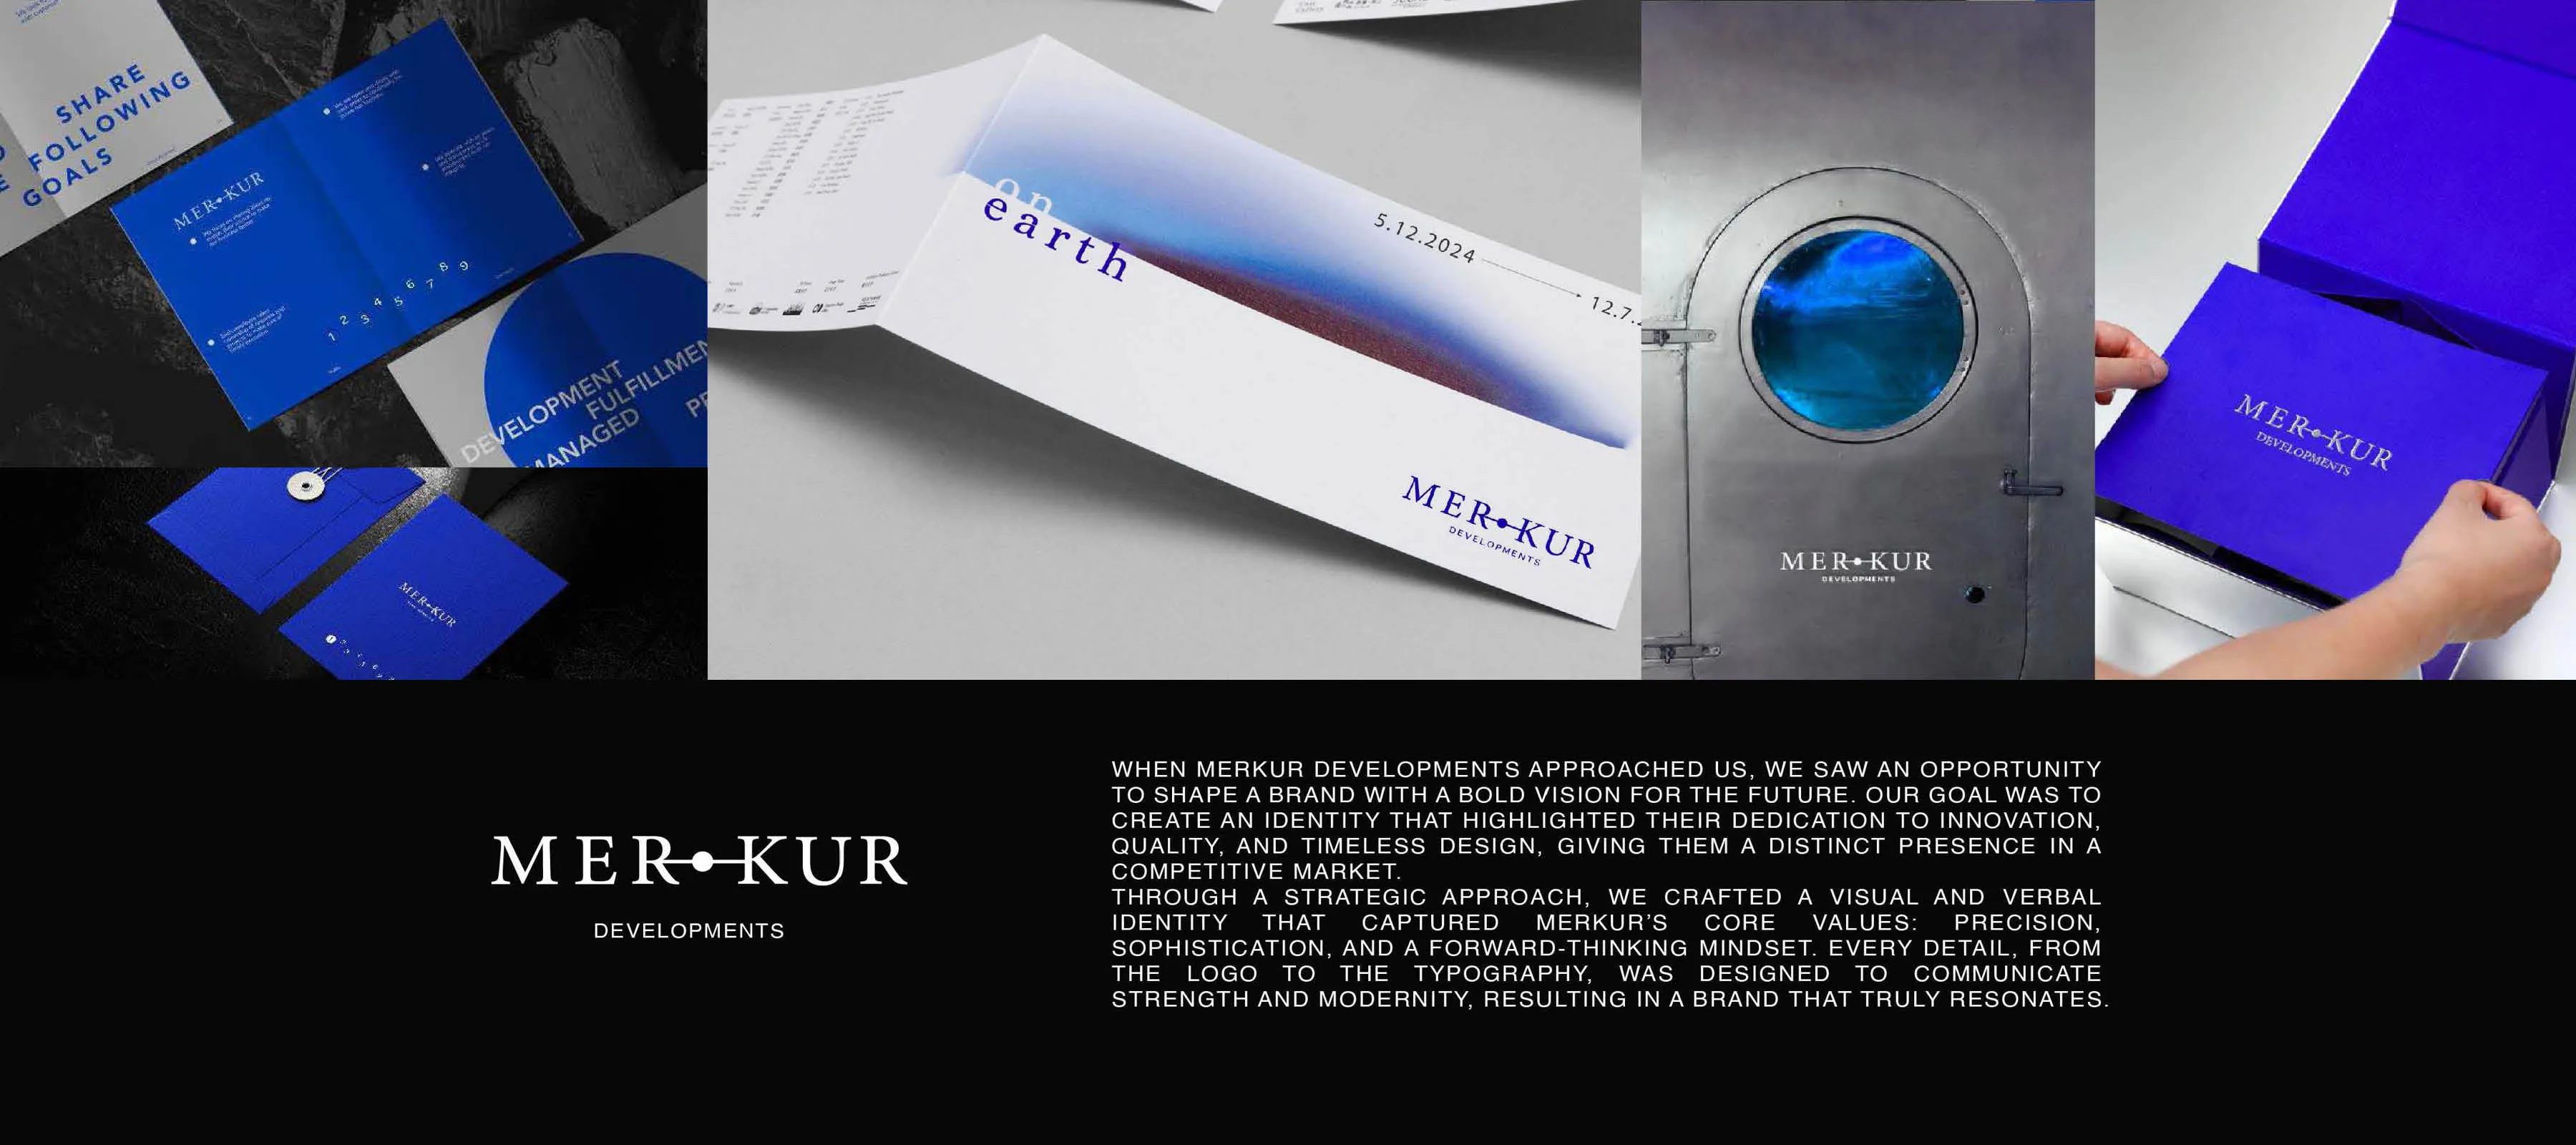 SHARE
FOLLOWING
GOALS
MER•KUR
1 2 3 4 5 6 7 8 9
DEVELOPMENT
FULFILLMEN
MANAGED
MER•KUR
on
earth
5.12.2024
12.7.
MER•KUR
DEVELOPMENTS
MER•KUR
DEVELOPMENTS
MER•KUR
DEVELOPMENTS
MER•KUR
DEVELOPMENTS
WHEN MERKUR DEVELOPMENTS APPROACHED US, WE SAW AN OPPORTUNITY
TO SHAPE A BRAND WITH A BOLD VISION FOR THE FUTURE. OUR GOAL WAS TO
CREATE AN IDENTITY THAT HIGHLIGHTED THEIR DEDICATION TO INNOVATION,
QUALITY, AND TIMELESS DESIGN, GIVING THEM A DISTINCT PRESENCE IN A
COMPETITIVE MARKET.
THROUGH A STRATEGIC APPROACH, WE CRAFTED A VISUAL AND VERBAL
IDENTITY THAT CAPTURED MERKUR’S CORE VALUES: PRECISION,
SOPHISTICATION, AND A FORWARD-THINKING MINDSET. EVERY DETAIL, FROM
THE LOGO TO THE TYPOGRAPHY, WAS DESIGNED TO COMMUNICATE
STRENGTH AND MODERNITY, RESULTING IN A BRAND THAT TRULY RESONATES.